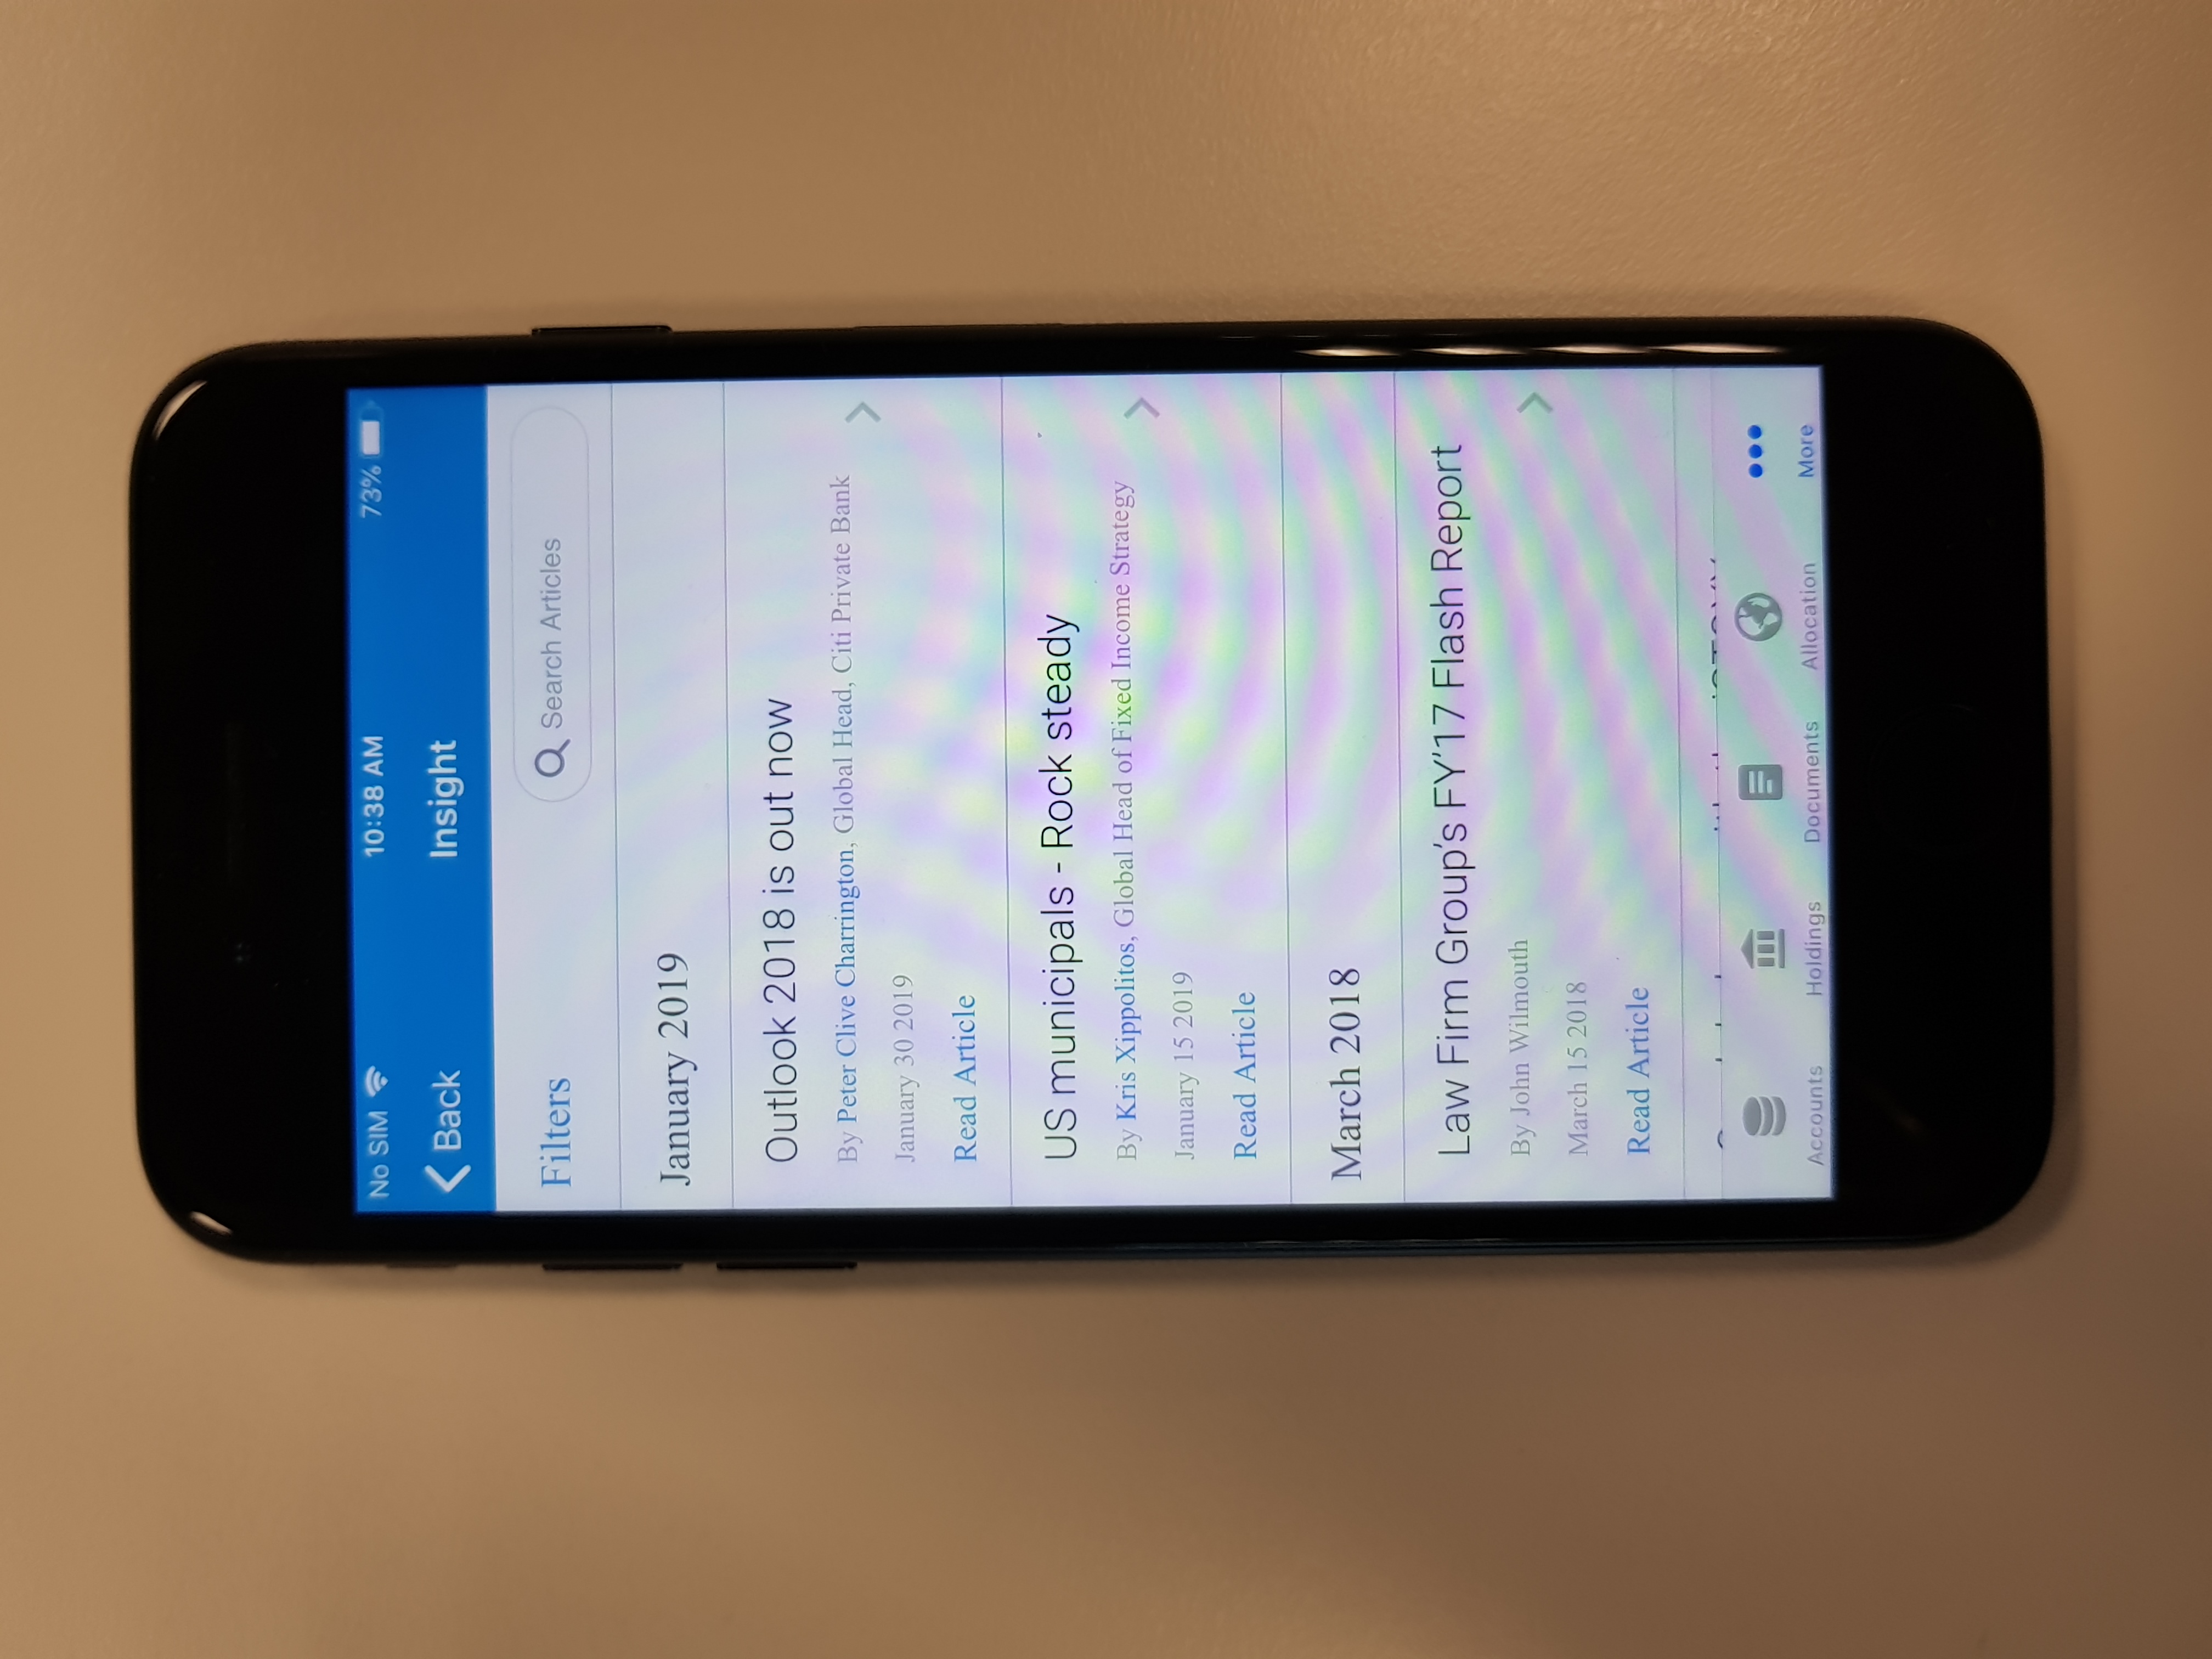 No SIM 10:38 AM 73%
Back Insight
Filters Search Articles
January 2019
Outlook 2018 is out now
By Peter Clive Charrington, Global Head, Citi Private Bank
January 30 2019
Read Article
US municipals - Rock steady
By Kris Xippolitos, Global Head of Fixed Income Strategy
January 15 2019
Read Article
March 2018
Law Firm Group's FY'17 Flash Report
By John Wilmouth
March 15 2018
Read Article
Accounts Holdings Documents Allocation More